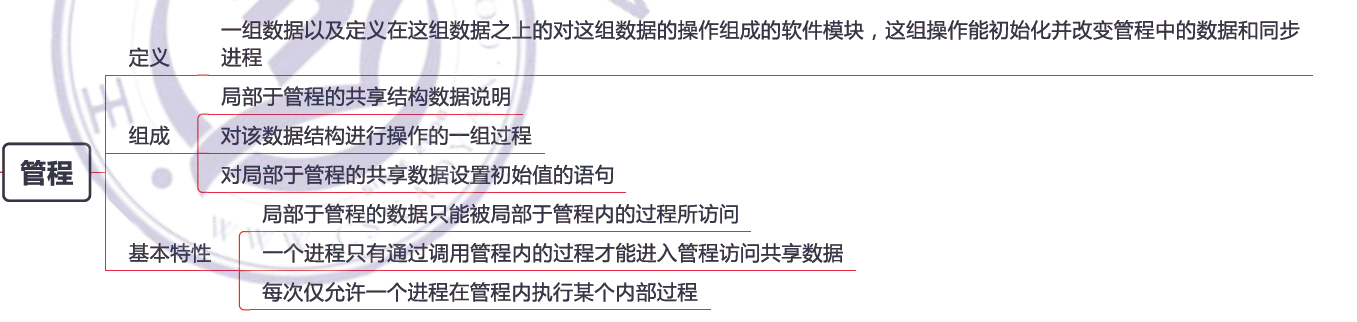 定义
一组数据以及定义在这组数据之上的对这组数据的操作组成的软件模块，这组操作能初始化并改变管程中的数据和同步
进程
管程
组成
局部于管程的共享结构数据说明
对该数据结构进行操作的一组过程
对局部于管程的共享数据设置初始值的语句
基本特性
局部于管程的数据只能被局部于管程内的过程所访问
一个进程只有通过调用管程内的过程才能进入管程访问共享数据
每次仅允许一个进程在管程内执行某个内部过程